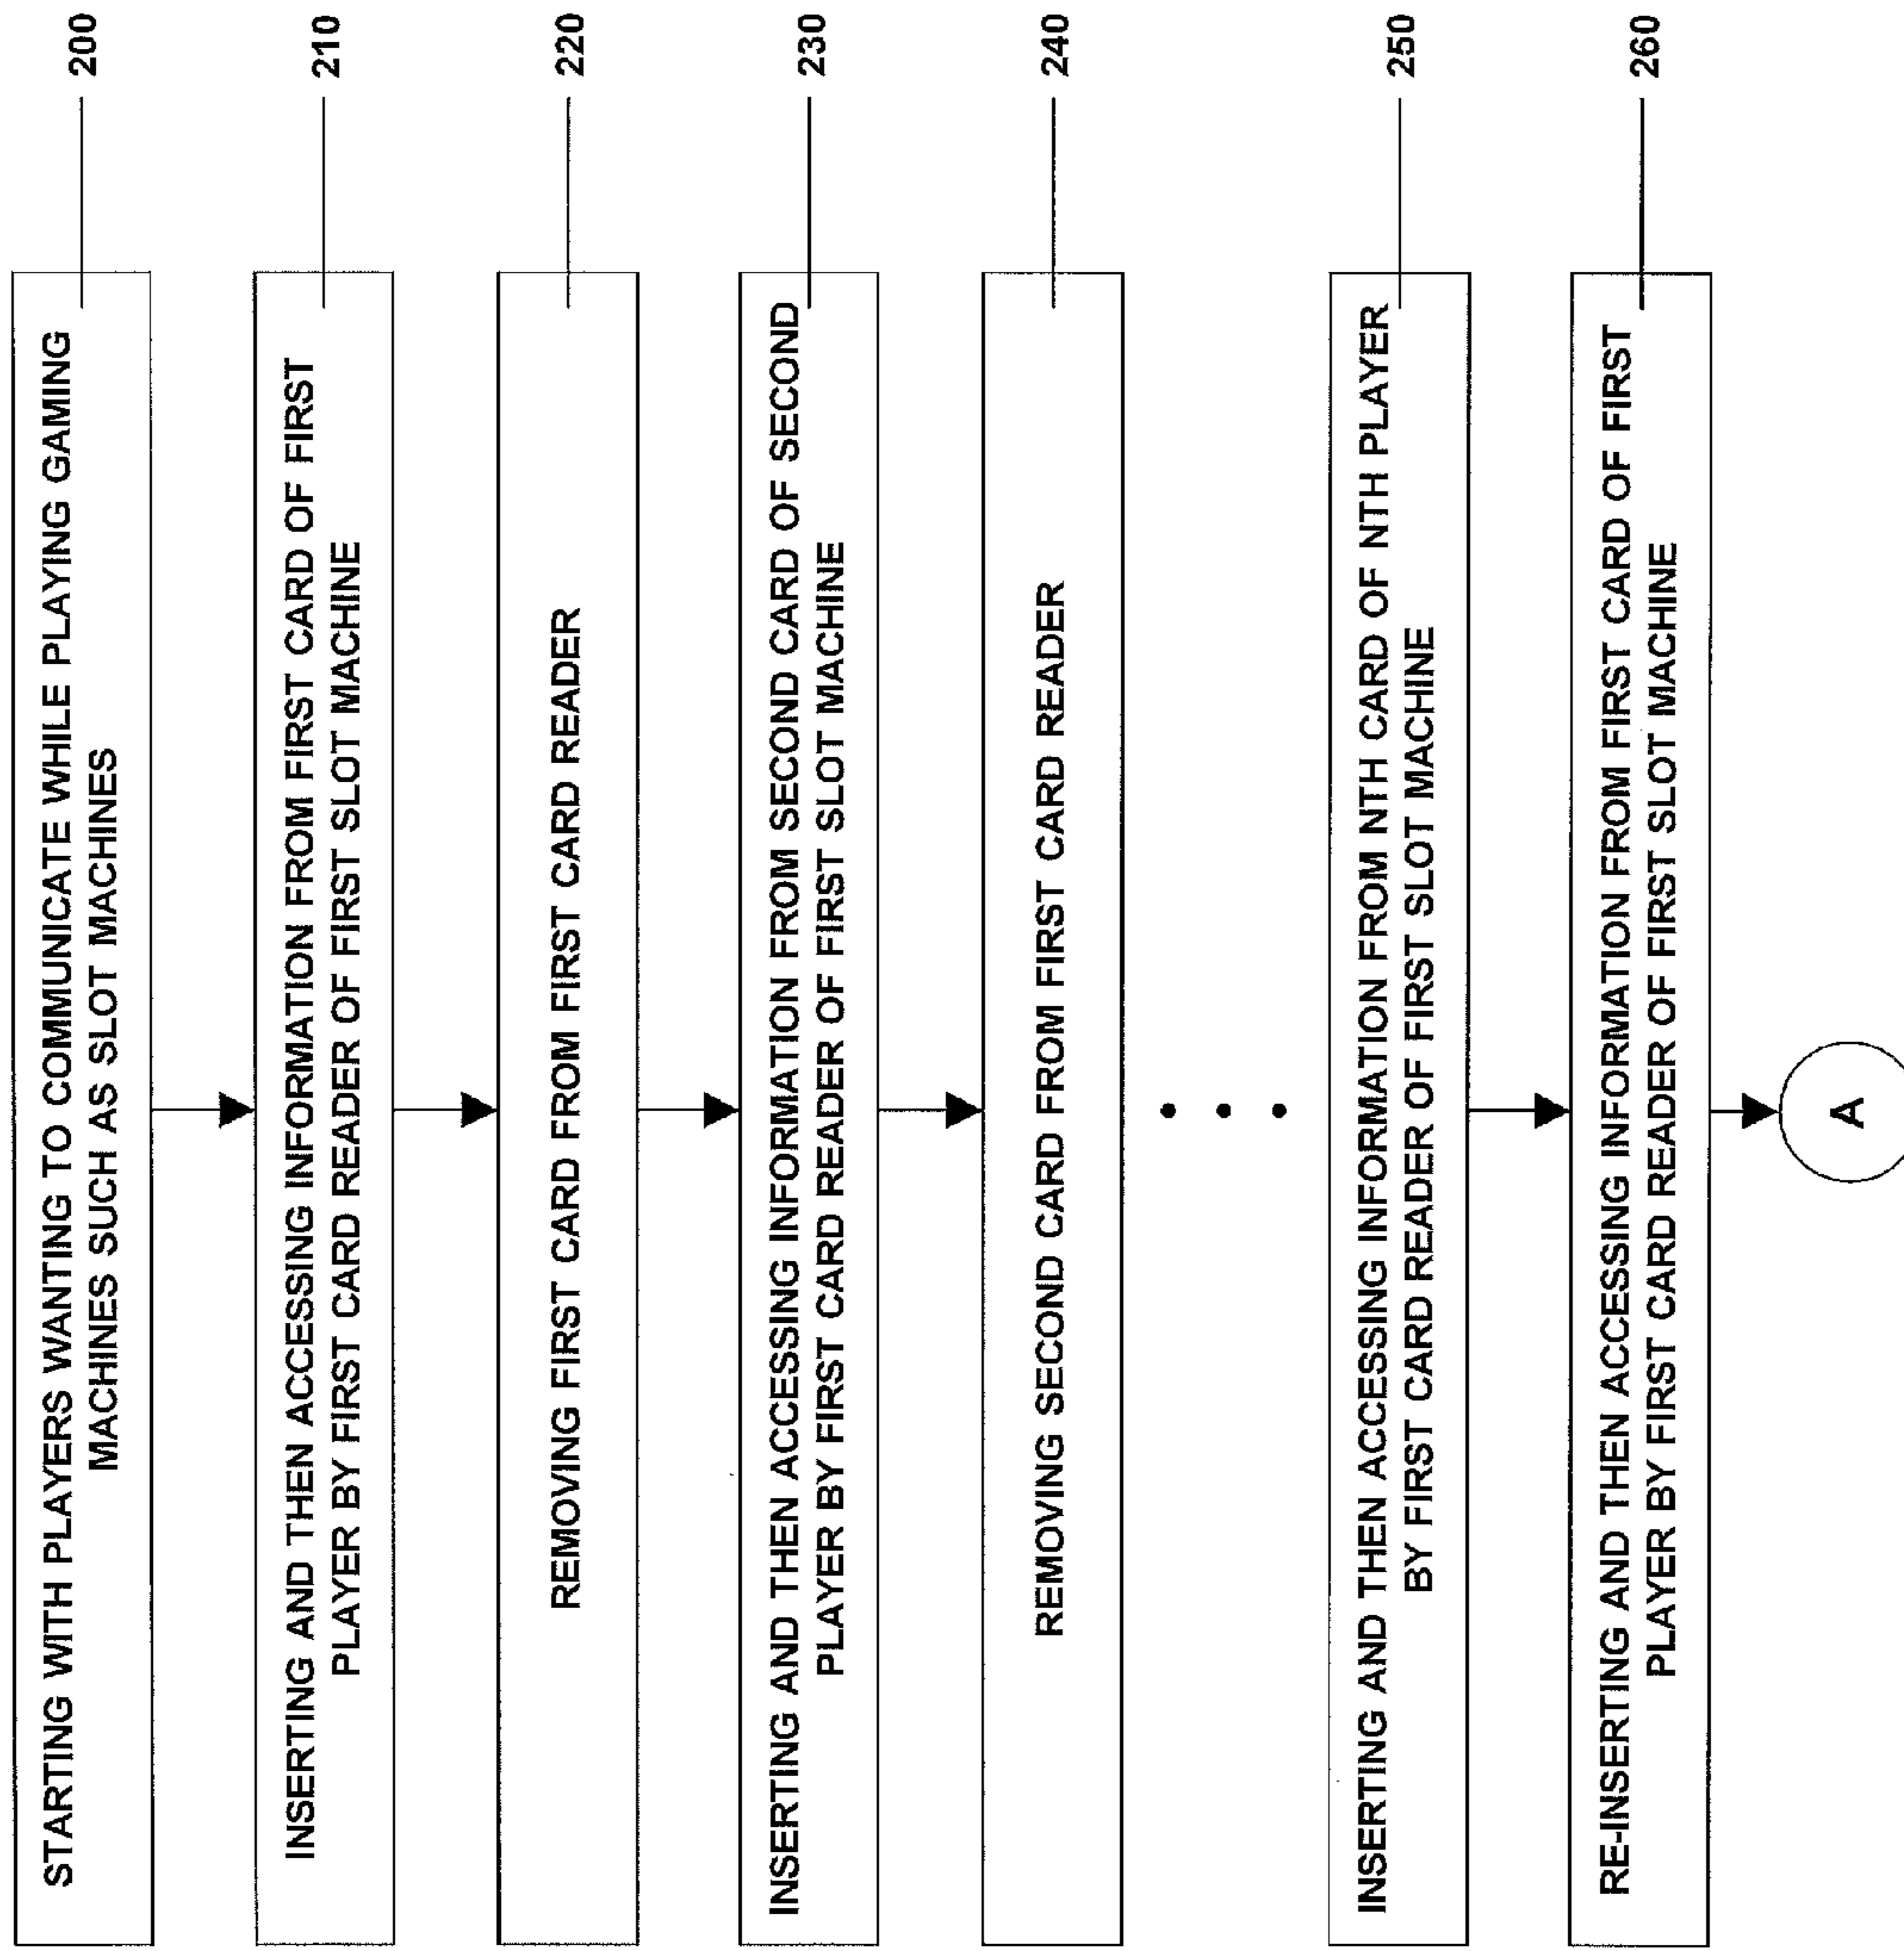 STARTING WITH PLAYERS WANTING TO COMMUNICATE WHILE PLAYING GAMING
MACHINES SUCH AS SLOT MACHINES
200
INSERTING AND THEN ACCESSING INFORMATION FROM FIRST CARD OF FIRST
PLAYER BY FIRST CARD READER OF FIRST SLOT MACHINE
210
REMOVING FIRST CARD FROM FIRST CARD READER
220
INSERTING AND THEN ACCESSING INFORMATION FROM SECOND CARD OF SECOND
PLAYER BY FIRST CARD READER OF FIRST SLOT MACHINE
230
REMOVING SECOND CARD FROM FIRST CARD READER
240
INSERTING AND THEN ACCESSING INFORMATION FROM NTH CARD OF NTH PLAYER
BY FIRST CARD READER OF FIRST SLOT MACHINE
250
RE-INSERTING AND THEN ACCESSING INFORMATION FROM FIRST CARD OF FIRST
PLAYER BY FIRST CARD READER OF FIRST SLOT MACHINE
260
A